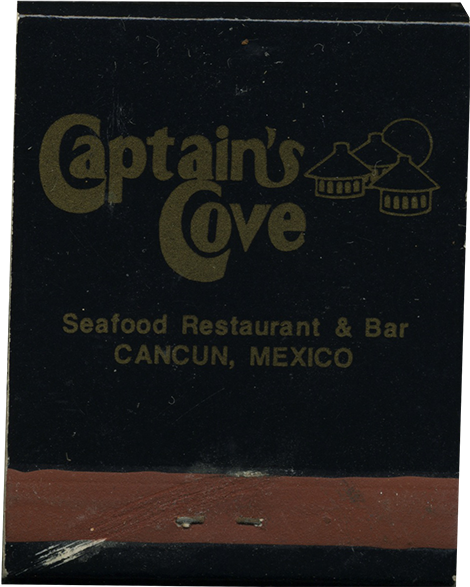 Captain's
Cove
Seafood Restaurant & Bar
CANCUN, MEXICO